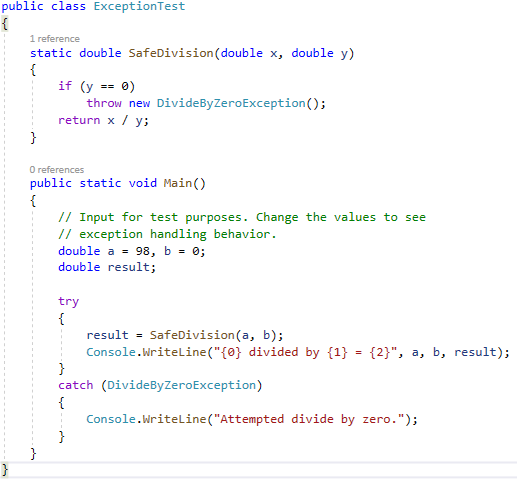 public class ExceptionTest
{
1 reference
static double SafeDivision(double x, double y)
{
if (y == 0)
throw new DivideByZeroException();
return x / y;
}
0 references
public static void Main()
{
// Input for test purposes. Change the values to see
// exception handling behavior.
double a = 98, b = 0;
double result;
try
{
result = SafeDivision(a, b);
Console.WriteLine("{0} divided by {1} = {2}", a, b, result);
}
catch (DivideByZeroException)
{
Console.WriteLine("Attempted divide by zero.");
}
}
}